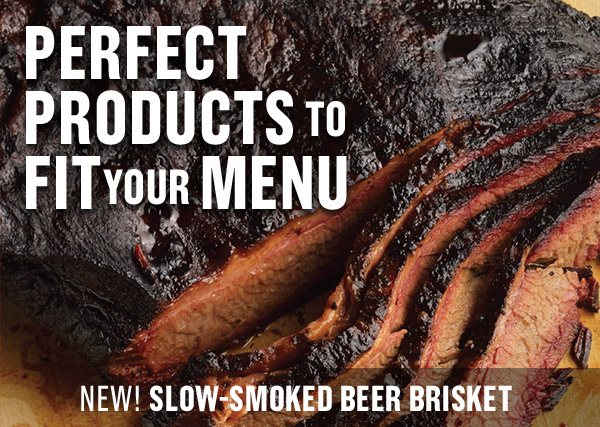 PERFECT
PRODUCTS TO
FIT YOUR MENU
NEW! SLOW-SMOKED BEER BRISKET